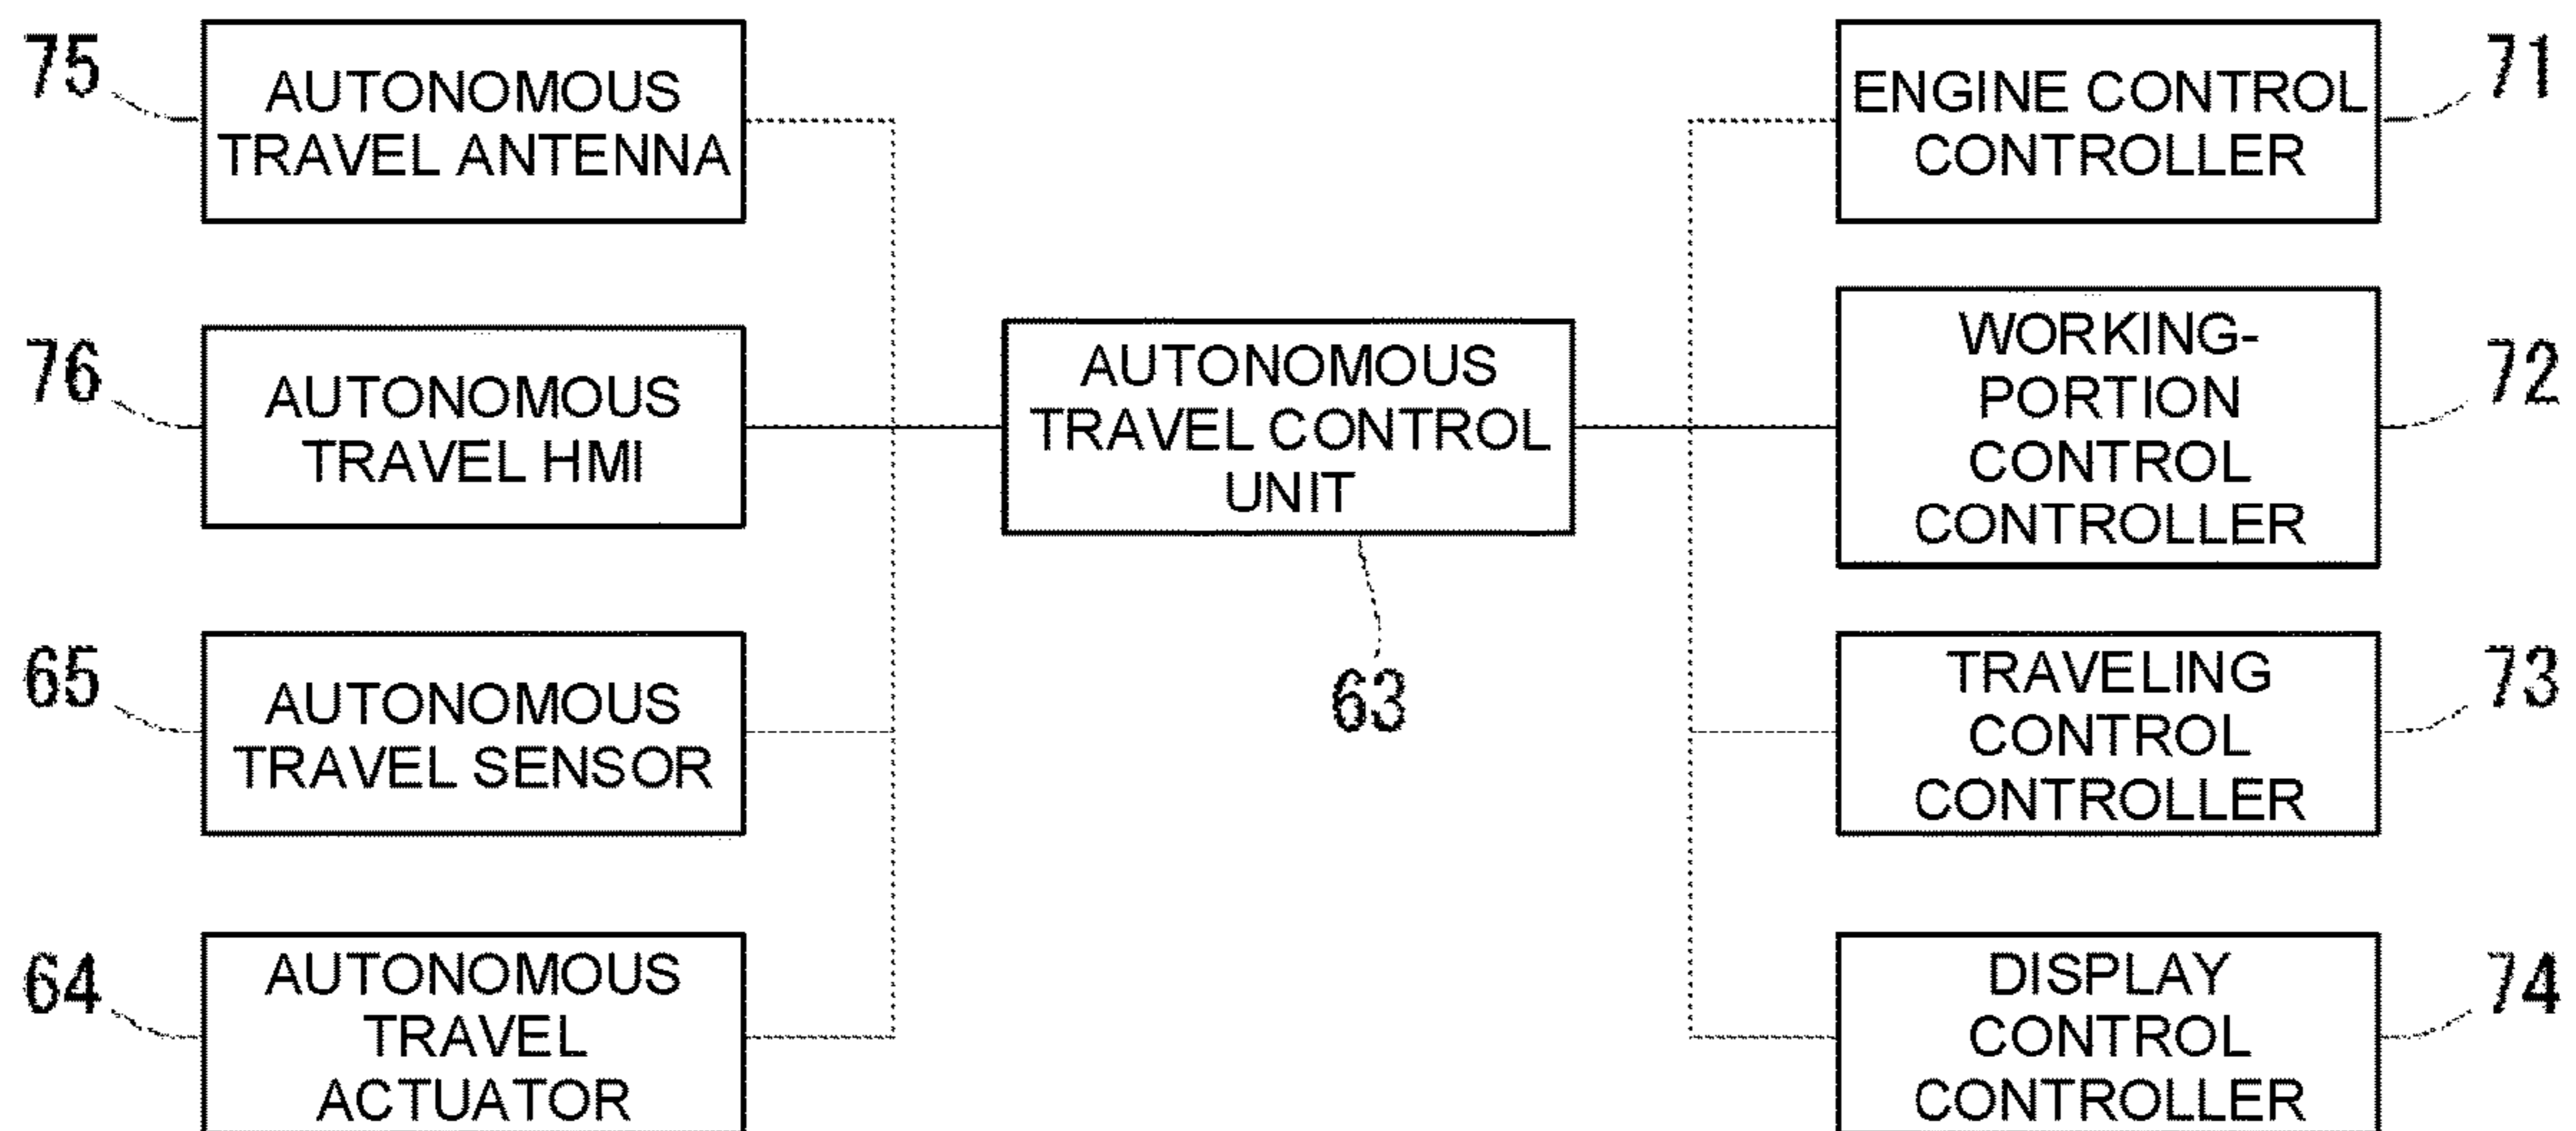 75
AUTONOMOUS
TRAVEL ANTENNA
76
AUTONOMOUS
TRAVEL HMI
65
AUTONOMOUS
TRAVEL SENSOR
64
AUTONOMOUS
TRAVEL
ACTUATOR
AUTONOMOUS
TRAVEL CONTROL
UNIT
63
ENGINE CONTROL
CONTROLLER
71
WORKING-
PORTION
CONTROL
CONTROLLER
72
TRAVELING
CONTROL
CONTROLLER
73
DISPLAY
CONTROL
CONTROLLER
74